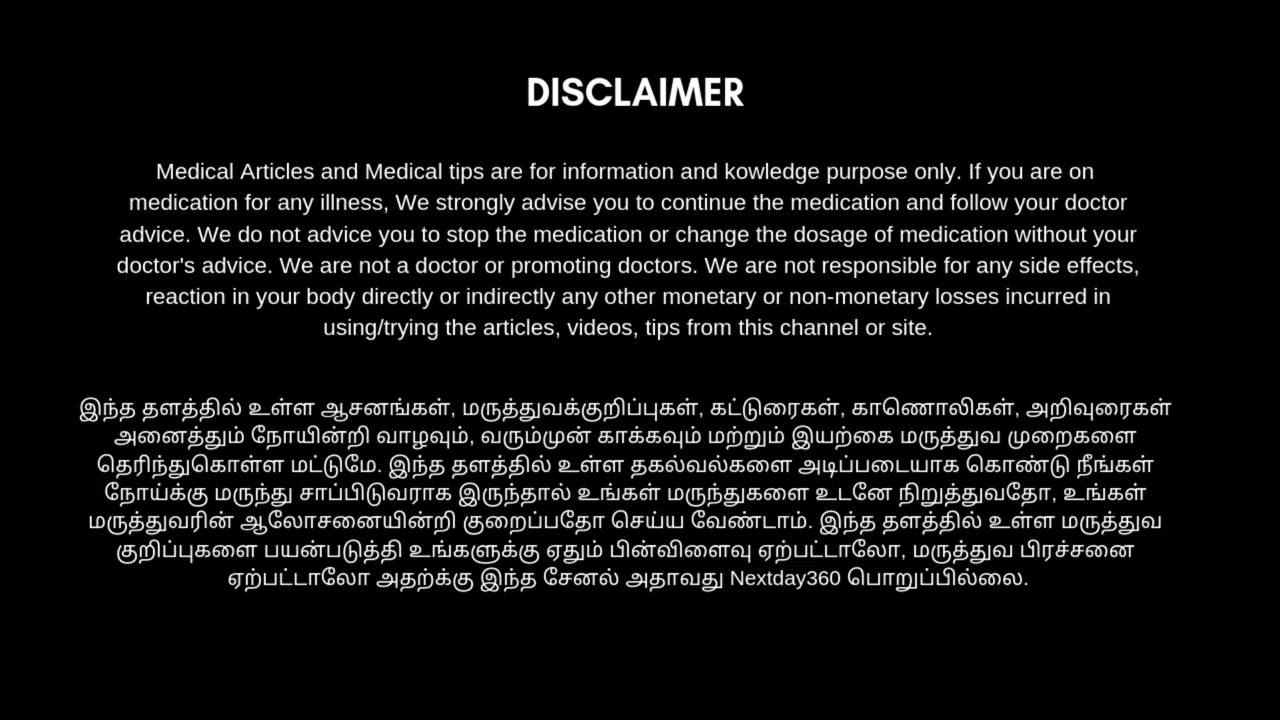 DISCLAIMER
Medical Articles and Medical tips are for information and kowledge purpose only. If you are on
medication for any illness, We strongly advise you to continue the medication and follow your doctor
advice. We do not advice you to stop the medication or change the dosage of medication without your
doctor's advice. We are not a doctor or promoting doctors. We are not responsible for any side effects,
reaction in your body directly or indirectly any other monetary or non-monetary losses incurred in
using/trying the articles, videos, tips from this channel or site.
இந்த தளத்தில் உள்ள ஆசனங்கள், மருத்துவக்குறிப்புகள், கட்டுரைகள், காணொலிகள், அறிவுரைகள்
அனைத்தும் நோயின்றி வாழவும், வரும்முன் காக்கவும் மற்றும் இயற்கை மருத்துவ முறைகளை
தெரிந்துகொள்ள மட்டுமே. இந்த தளத்தில் உள்ள தகல்வல்களை அடிப்படையாக கொண்டு நீங்கள்
நோய்க்கு மருந்து சாப்பிடுவராக இருந்தால் உங்கள் மருந்துகளை உடனே நிறுத்துவதோ, உங்கள்
மருத்துவரின் ஆலோசனையின்றி குறைப்பதோ செய்ய வேண்டாம். இந்த தளத்தில் உள்ள மருத்துவ
குறிப்புகளை பயன்படுத்தி உங்களுக்கு ஏதும் பின்விளைவு ஏற்பட்டாலோ, மருத்துவ பிரச்சனை
ஏற்பட்டாலோ அதற்க்கு இந்த சேனல் அதாவது Nextday360 பொறுப்பில்லை.